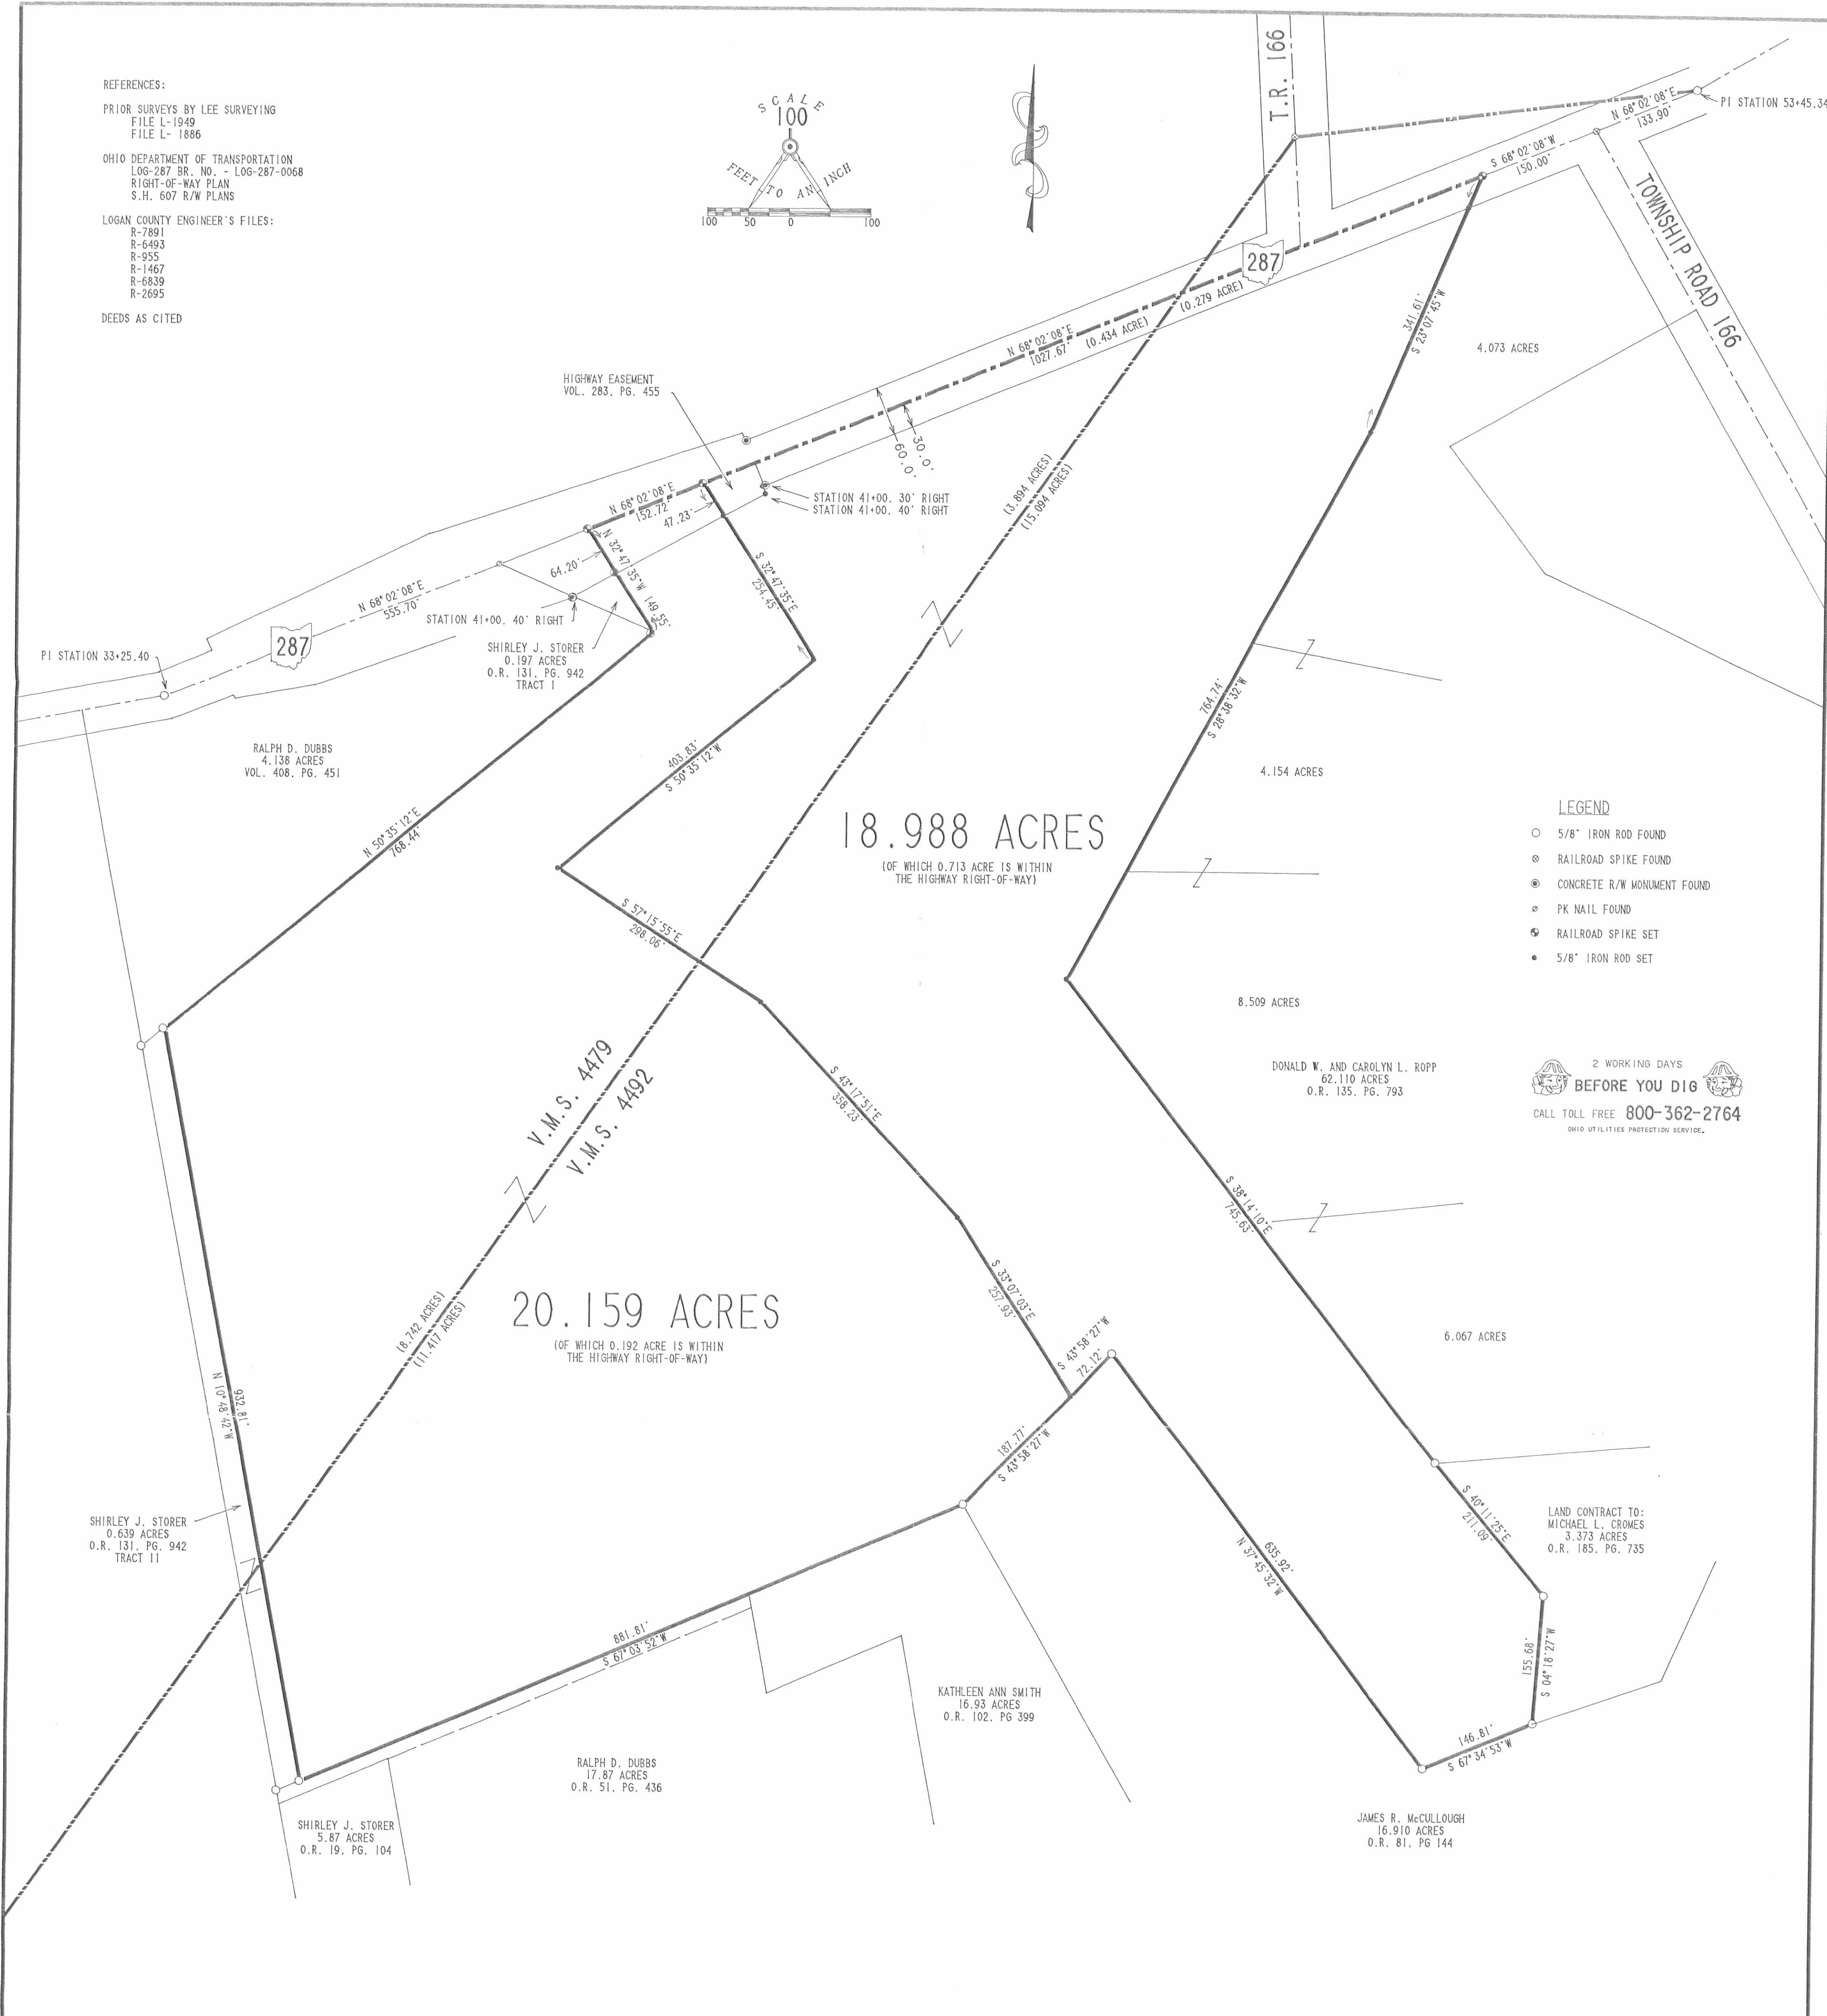 REFERENCES:
PRIOR SURVEYS BY LEE SURVEYING
FILE L-1949
FILE L- 1886
OHIO DEPARTMENT OF TRANSPORTATION
LOG-287 BR. NO. - LOG-287-0068
RIGHT-OF-WAY PLAN
S.H. 607 R/W PLANS
LOGAN COUNTY ENGINEER'S FILES:
R-7891
R-6493
R-955
R-1467
R-6839
R-2695
DEEDS AS CITED
SCALE
100
FEET TO AN INCH
100 50 0 100
T.R. 166
N 68°02'08"E
133.90'
PI STATION 53+45.34
S 68°02'08"W
150.00'
TOWNSHIP ROAD 166
287
(0.279 ACRE)
N 68°02'08"E
1027.67'
(0.434 ACRE)
341.61'
S 23°07'45"W
4.073 ACRES
HIGHWAY EASEMENT
VOL. 283, PG. 455
30.0'
60.0'
STATION 41+00, 30' RIGHT
STATION 41+00, 40' RIGHT
N 68°02'08"E
152.72'
47.23'
N 32°47'35"W 149.55'
64.20'
S 32°47'35"E
254.45'
(3.894 ACRES)
(15.094 ACRES)
N 68°02'08"E
555.70'
STATION 41+00, 40' RIGHT
287
PI STATION 33+25.40
SHIRLEY J. STORER
0.197 ACRES
O.R. 131, PG. 942
TRACT I
RALPH D. DUBBS
4.138 ACRES
VOL. 408, PG. 451
403.83'
S 50°35'12"W
764.74'
S 28°38'32"W
4.154 ACRES
N 50°35'12"E
768.44'
18.988 ACRES
(OF WHICH 0.713 ACRE IS WITHIN
THE HIGHWAY RIGHT-OF-WAY)
LEGEND
5/8" IRON ROD FOUND
RAILROAD SPIKE FOUND
CONCRETE R/W MONUMENT FOUND
PK NAIL FOUND
RAILROAD SPIKE SET
5/8" IRON ROD SET
S 57°15'55"E
298.06'
8.509 ACRES
DONALD W. AND CAROLYN L. ROPP
62.110 ACRES
O.R. 135, PG. 793
2 WORKING DAYS
BEFORE YOU DIG
CALL TOLL FREE 800-362-2764
OHIO UTILITIES PROTECTION SERVICE.
V.M.S. 4479
V.M.S. 4492
S 43°17'51"E
358.23'
S 38°14'10"E
745.63'
S 33°07'03"E
257.93'
(8.742 ACRES)
(11.417 ACRES)
20.159 ACRES
(OF WHICH 0.192 ACRE IS WITHIN
THE HIGHWAY RIGHT-OF-WAY)
S 43°58'27"W
72.12'
6.067 ACRES
932.81'
N 10°48'42"W
187.77'
S 43°58'27"W
SHIRLEY J. STORER
0.639 ACRES
O.R. 131, PG. 942
TRACT II
S 40°11'25"E
211.09'
LAND CONTRACT TO:
MICHAEL L. CROMES
3.373 ACRES
O.R. 185, PG. 735
635.92'
N 37°45'32"W
881.81'
S 67°03'52"W
155.68'
S 04°18'27"W
KATHLEEN ANN SMITH
16.93 ACRES
O.R. 102, PG 399
146.81'
S 67°34'53"W
RALPH D. DUBBS
17.87 ACRES
O.R. 51, PG. 436
SHIRLEY J. STORER
5.87 ACRES
O.R. 19, PG. 104
JAMES R. McCULLOUGH
16.910 ACRES
O.R. 81, PG 144